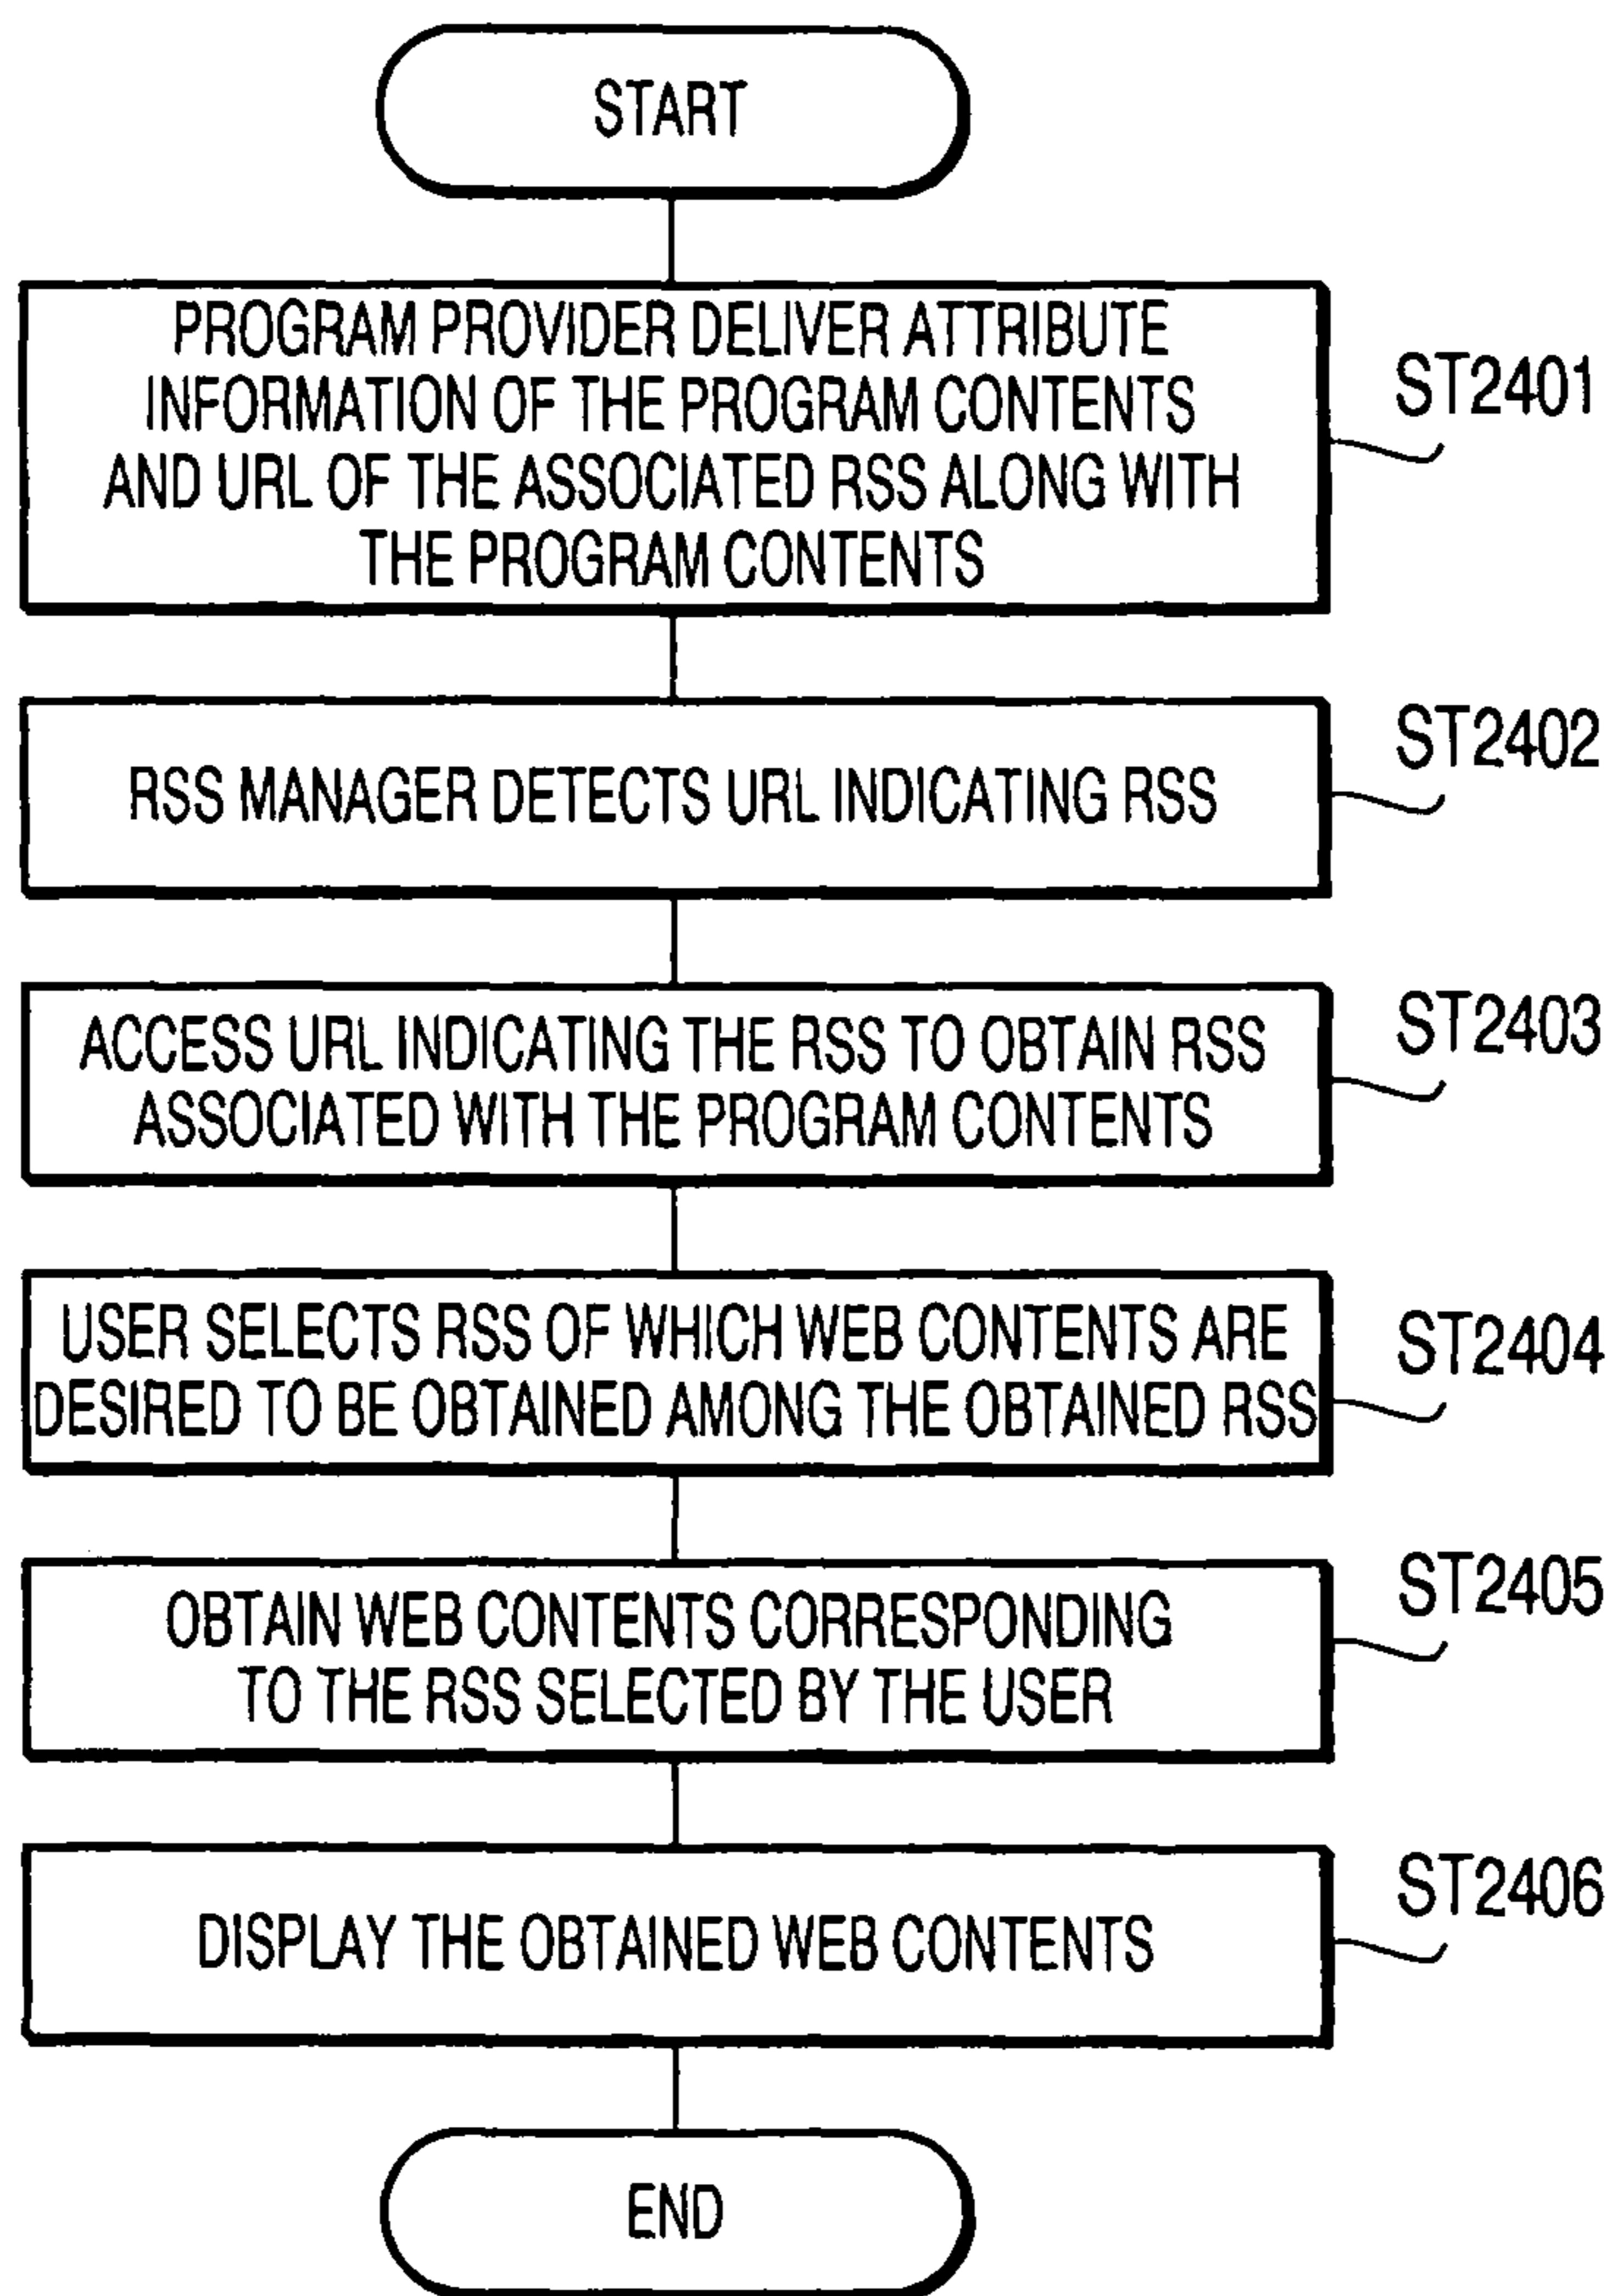 START
PROGRAM PROVIDER DELIVER ATTRIBUTE
INFORMATION OF THE PROGRAM CONTENTS
AND URL OF THE ASSOCIATED RSS ALONG WITH
THE PROGRAM CONTENTS
ST2401
RSS MANAGER DETECTS URL INDICATING RSS
ST2402
ACCESS URL INDICATING THE RSS TO OBTAIN RSS
ASSOCIATED WITH THE PROGRAM CONTENTS
ST2403
USER SELECTS RSS OF WHICH WEB CONTENTS ARE
DESIRED TO BE OBTAINED AMONG THE OBTAINED RSS
ST2404
OBTAIN WEB CONTENTS CORRESPONDING
TO THE RSS SELECTED BY THE USER
ST2405
DISPLAY THE OBTAINED WEB CONTENTS
ST2406
END